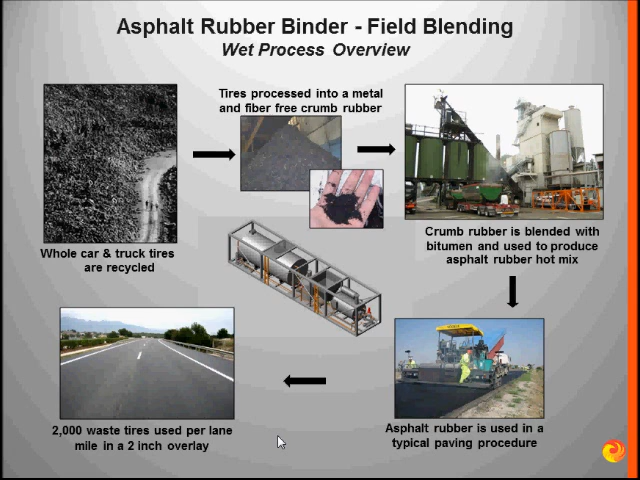 Asphalt Rubber Binder - Field Blending
Wet Process Overview
Tires processed into a metal
and fiber free crumb rubber
Whole car & truck tires
are recycled
Crumb rubber is blended with
bitumen and used to produce
asphalt rubber hot mix
2,000 waste tires used per lane
mile in a 2 inch overlay
Asphalt rubber is used in a
typical paving procedure